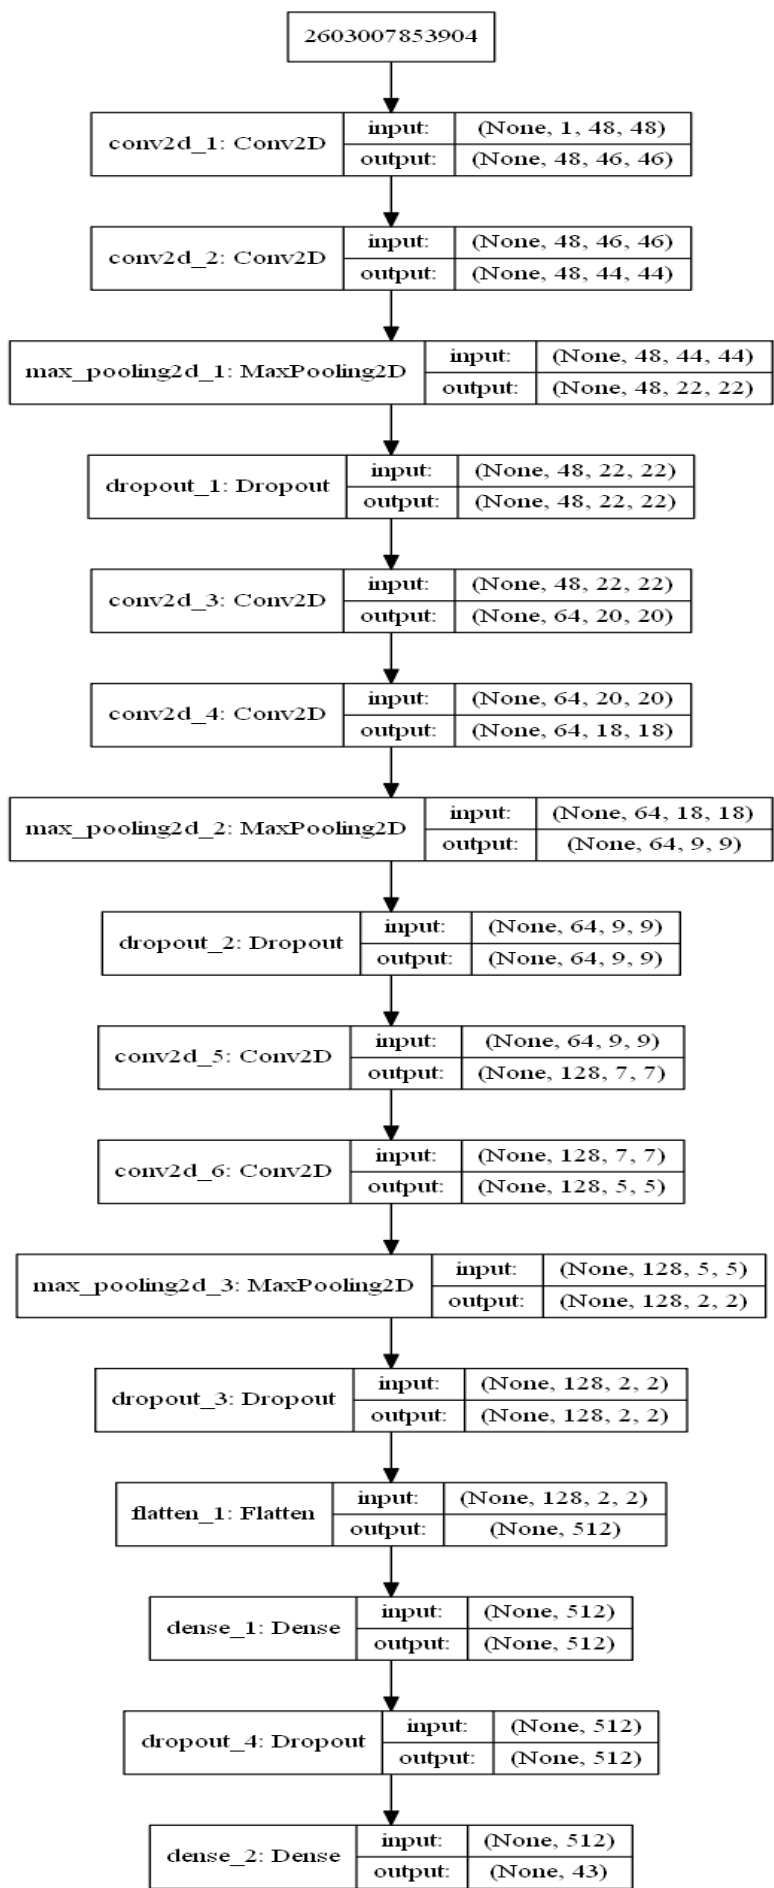 2603007853904
conv2d_1: Conv2D
input: (None, 1, 48, 48)
output: (None, 48, 46, 46)
conv2d_2: Conv2D
input: (None, 48, 46, 46)
output: (None, 48, 44, 44)
max_pooling2d_1: MaxPooling2D
input: (None, 48, 44, 44)
output: (None, 48, 22, 22)
dropout_1: Dropout
input: (None, 48, 22, 22)
output: (None, 48, 22, 22)
conv2d_3: Conv2D
input: (None, 48, 22, 22)
output: (None, 64, 20, 20)
conv2d_4: Conv2D
input: (None, 64, 20, 20)
output: (None, 64, 18, 18)
max_pooling2d_2: MaxPooling2D
input: (None, 64, 18, 18)
output: (None, 64, 9, 9)
dropout_2: Dropout
input: (None, 64, 9, 9)
output: (None, 64, 9, 9)
conv2d_5: Conv2D
input: (None, 64, 9, 9)
output: (None, 128, 7, 7)
conv2d_6: Conv2D
input: (None, 128, 7, 7)
output: (None, 128, 5, 5)
max_pooling2d_3: MaxPooling2D
input: (None, 128, 5, 5)
output: (None, 128, 2, 2)
dropout_3: Dropout
input: (None, 128, 2, 2)
output: (None, 128, 2, 2)
flatten_1: Flatten
input: (None, 128, 2, 2)
output: (None, 512)
dense_1: Dense
input: (None, 512)
output: (None, 512)
dropout_4: Dropout
input: (None, 512)
output: (None, 512)
dense_2: Dense
input: (None, 512)
output: (None, 43)